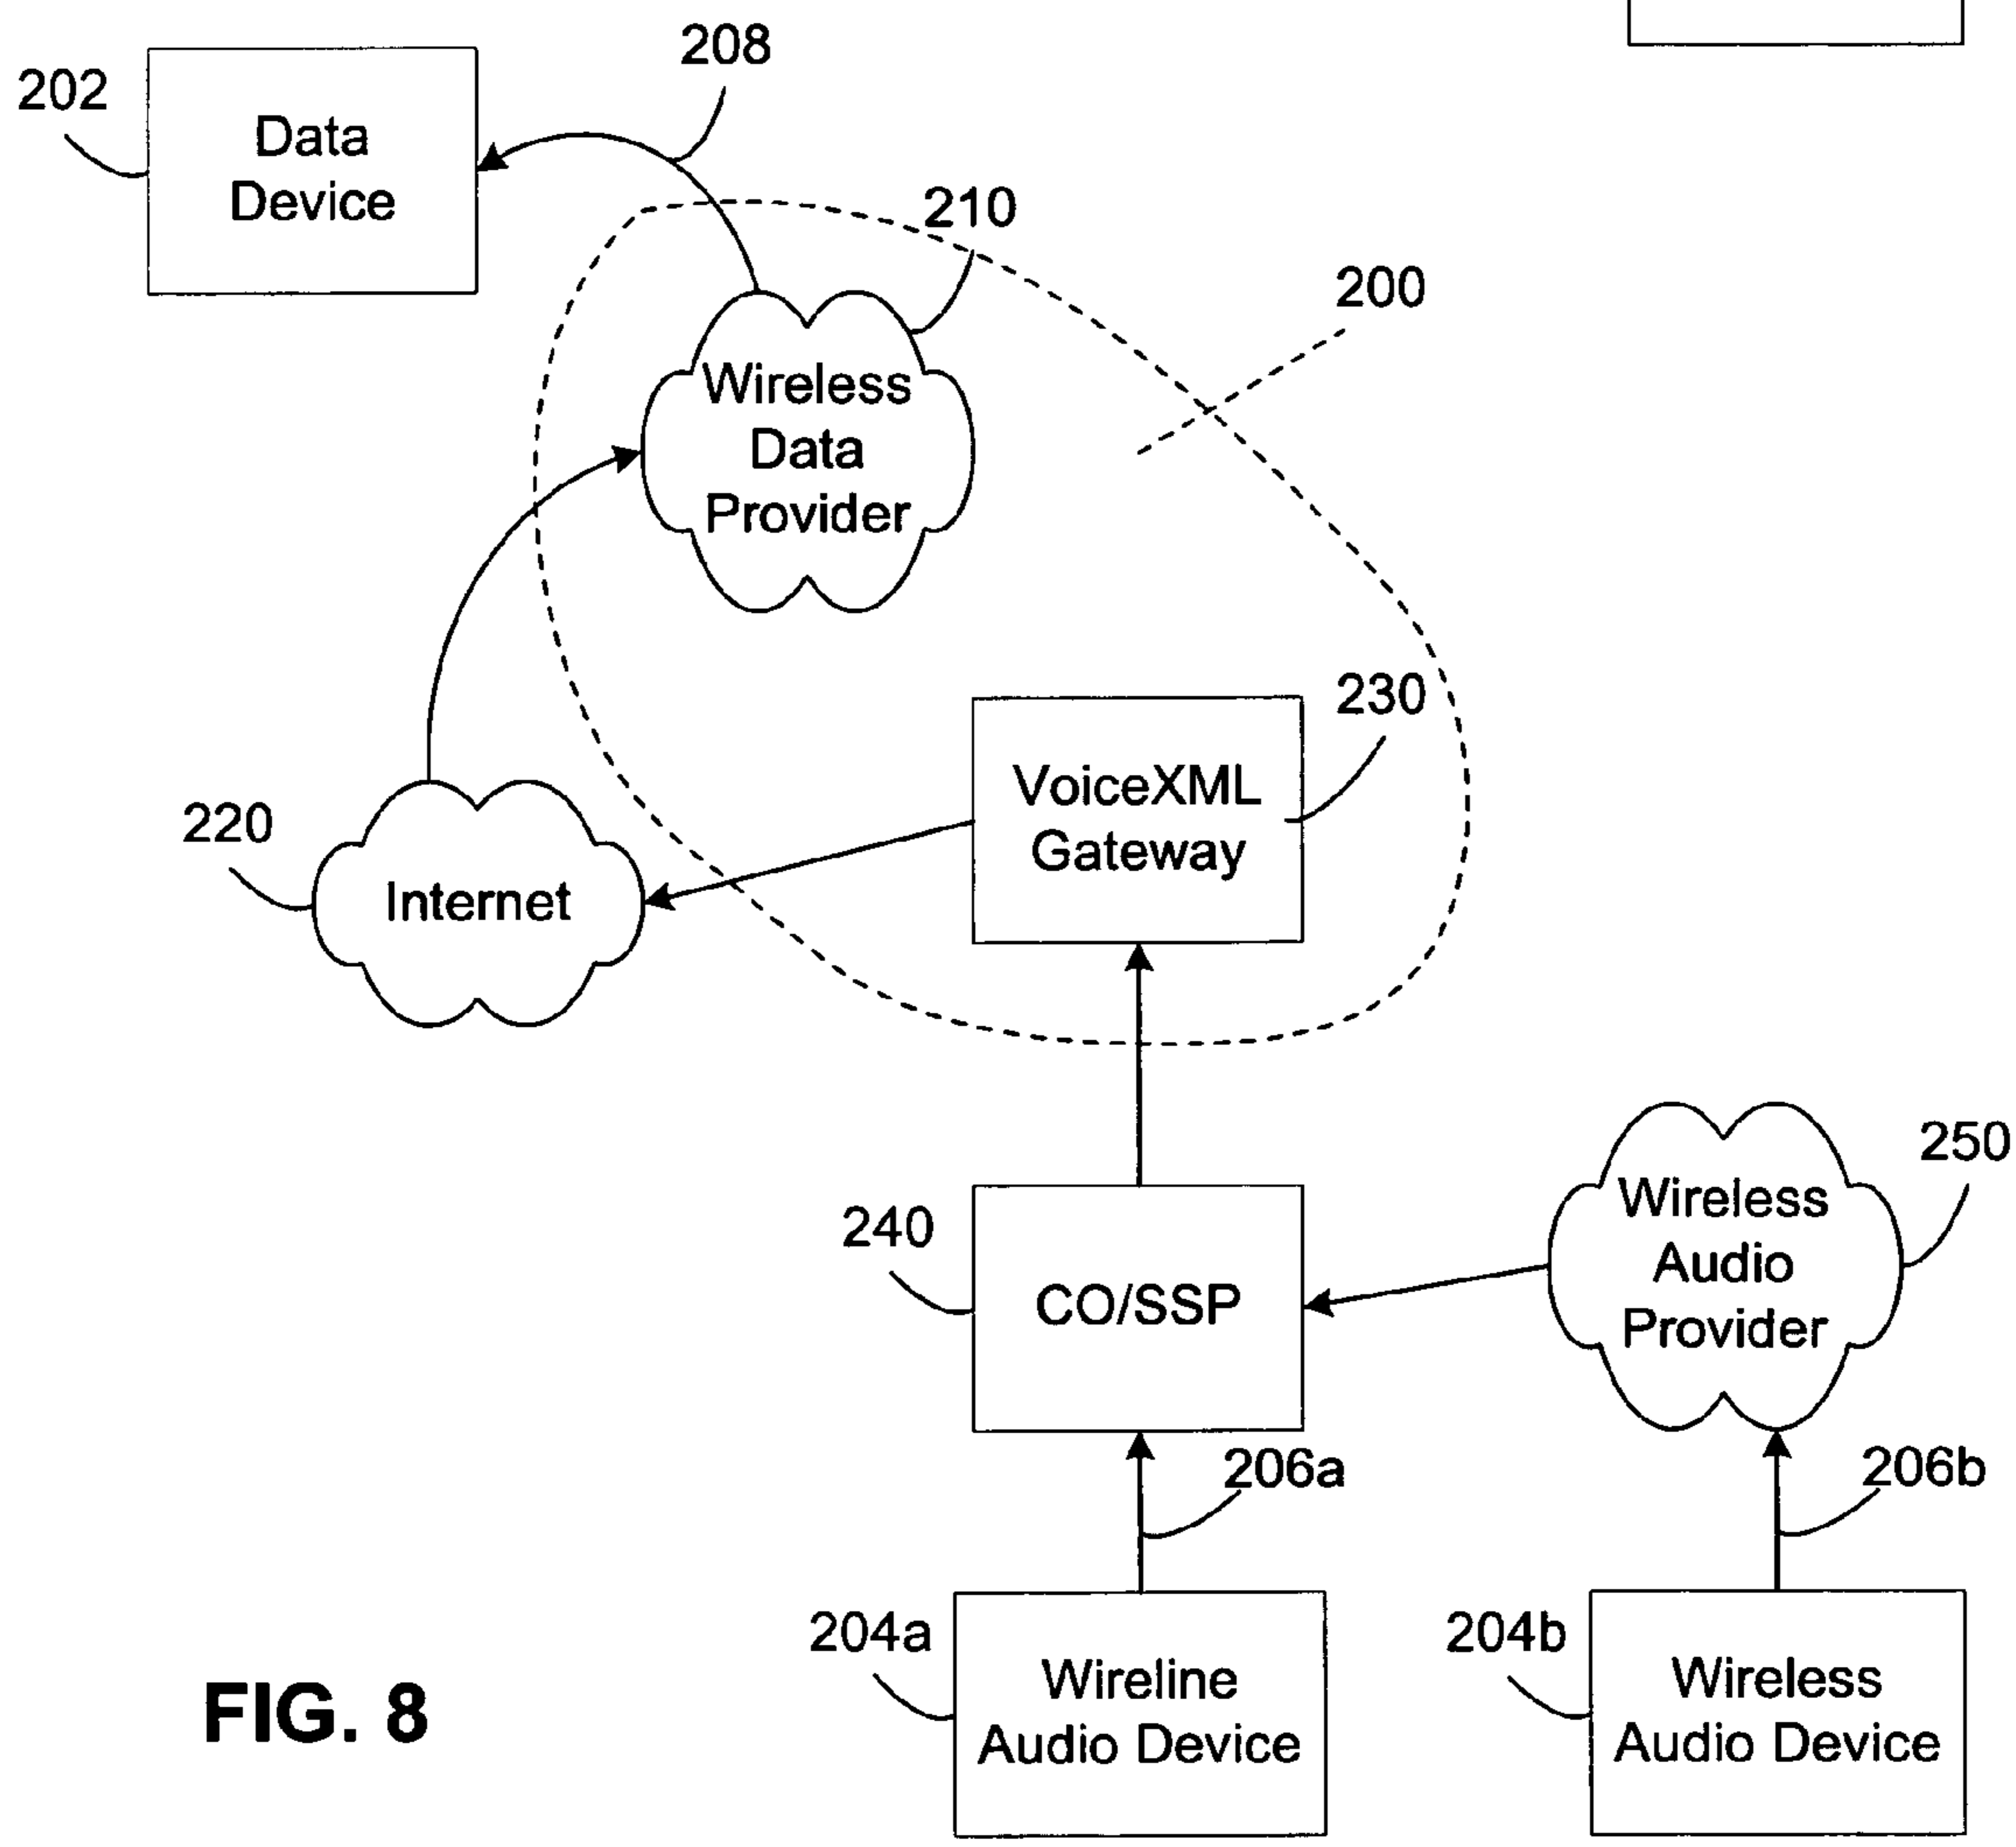 208
202
Data
Device
210
200
Wireless
Data
Provider
230
VoiceXML
Gateway
220
Internet
250
Wireless
Audio
Provider
240
CO/SSP
206a
206b
204a
Wireline
Audio Device
204b
Wireless
Audio Device
FIG. 8